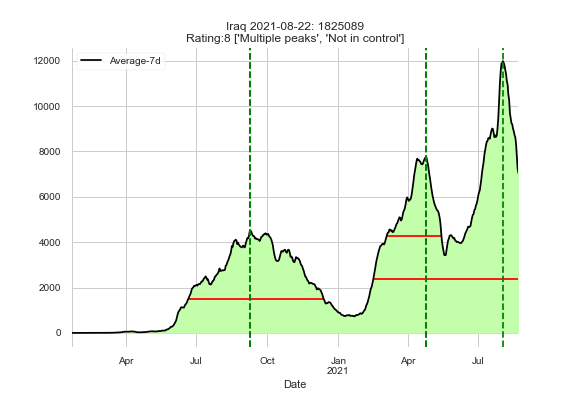 Iraq 2021-08-22: 1825089
Rating:8 ['Multiple peaks', 'Not in control']
Average-7d
12000
10000
8000
6000
4000
2000
0
Apr Jul Oct Jan Apr Jul
2021
Date